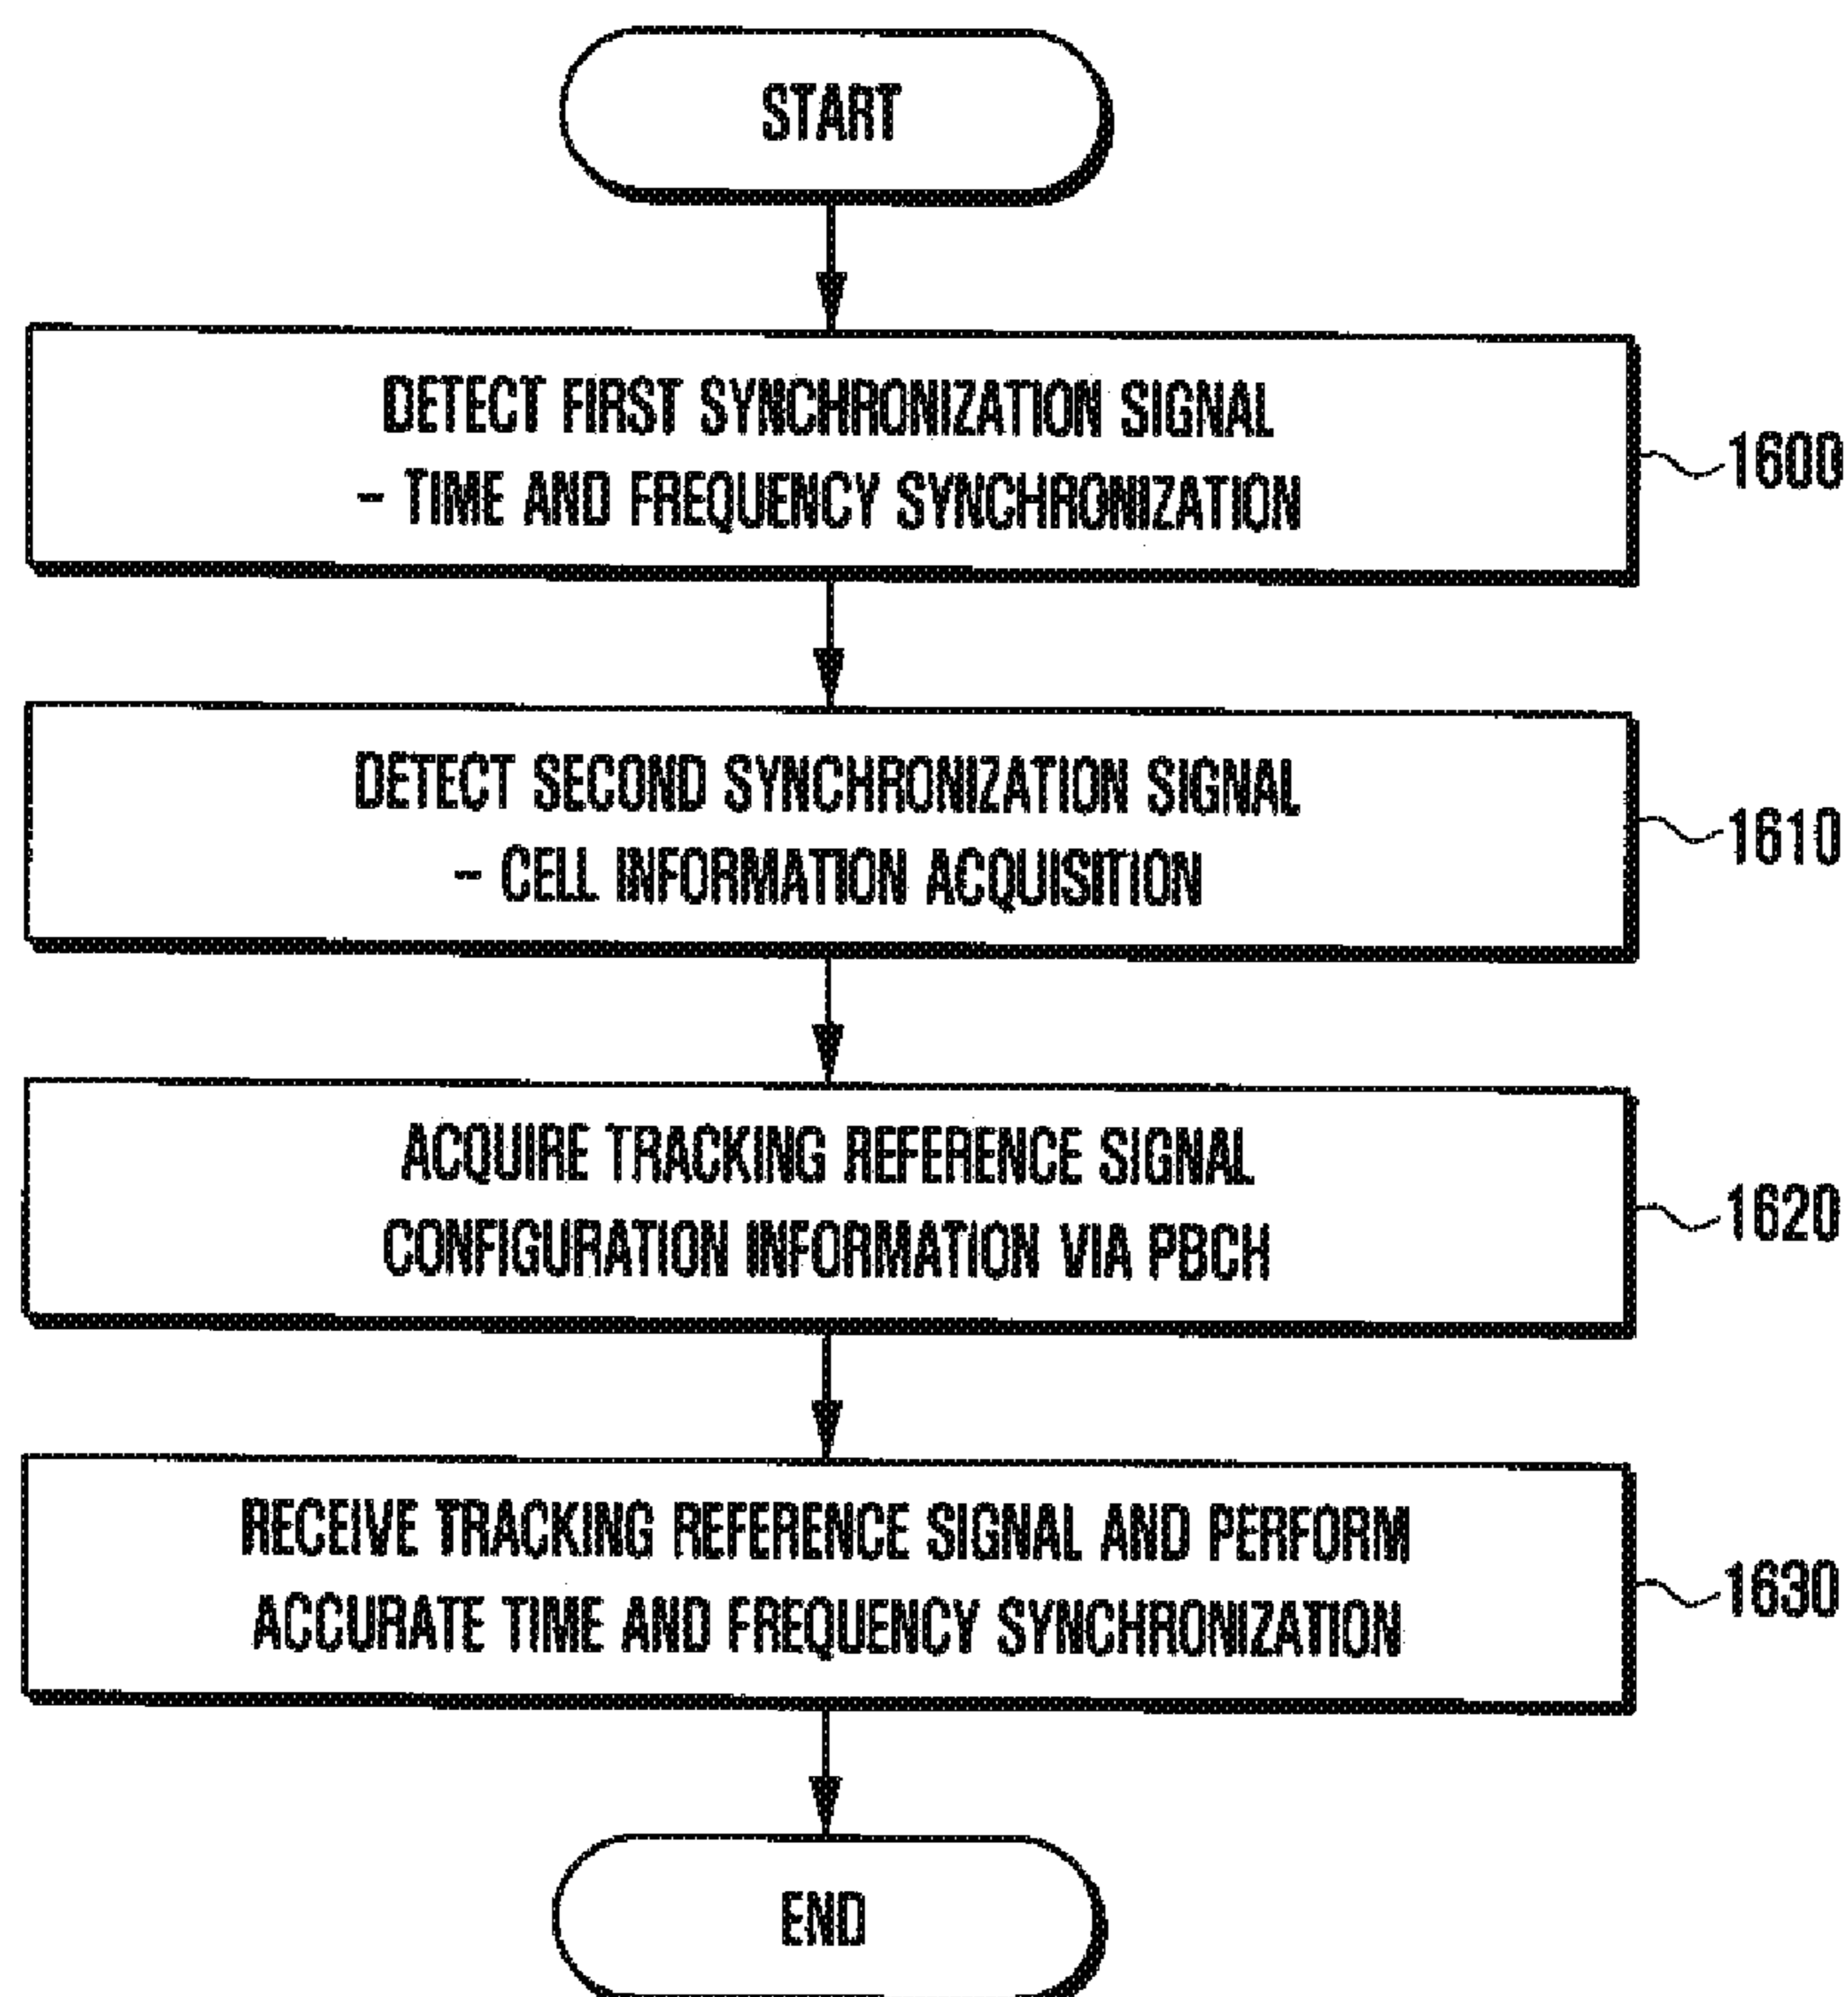 START
DETECT FIRST SYNCHRONIZATION SIGNAL
– TIME AND FREQUENCY SYNCHRONIZATION
1600
DETECT SECOND SYNCHRONIZATION SIGNAL
– CELL INFORMATION ACQUISITION
1610
ACQUIRE TRACKING REFERENCE SIGNAL
CONFIGURATION INFORMATION VIA PBCH
1620
RECEIVE TRACKING REFERENCE SIGNAL AND PERFORM
ACCURATE TIME AND FREQUENCY SYNCHRONIZATION
1630
END